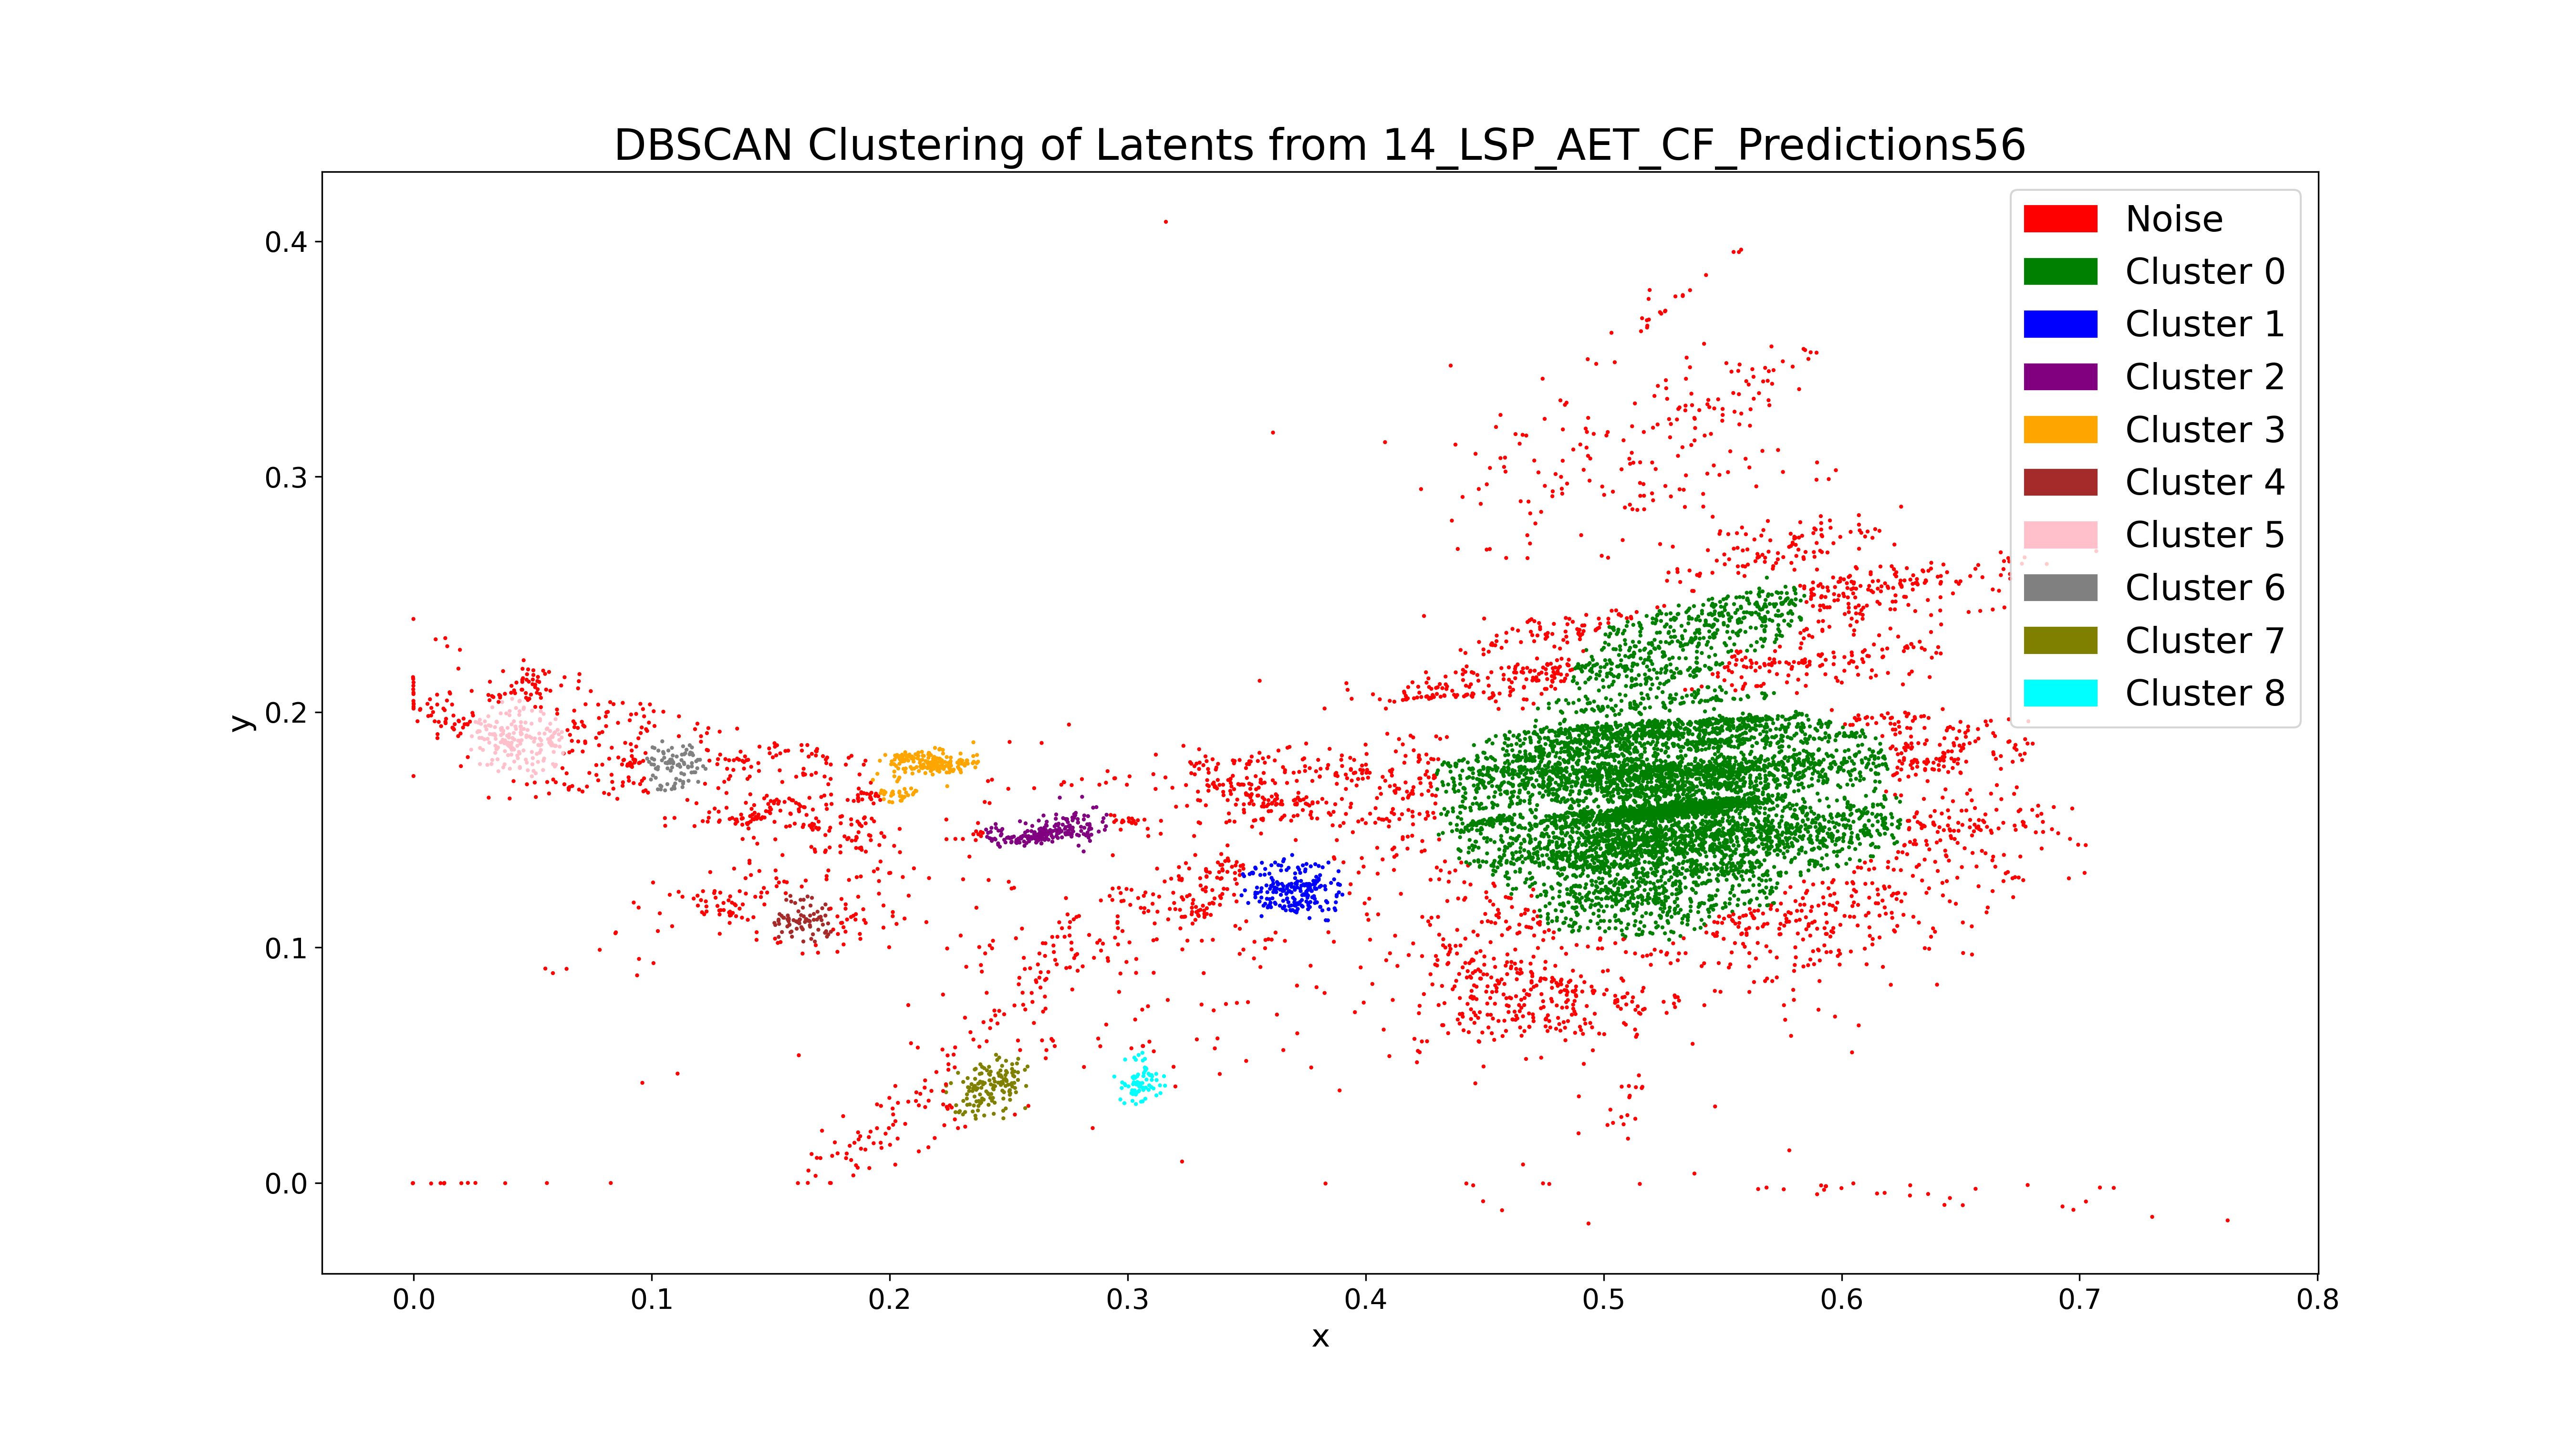 DBSCAN Clustering of Latents from 14_LSP_AET_CF_Predictions56
Noise
Cluster 0
Cluster 1
Cluster 2
Cluster 3
Cluster 4
Cluster 5
Cluster 6
Cluster 7
Cluster 8
0.4
0.3
0.2
0.1
0.0
y
0.0 0.1 0.2 0.3 0.4 0.5 0.6 0.7 0.8
x